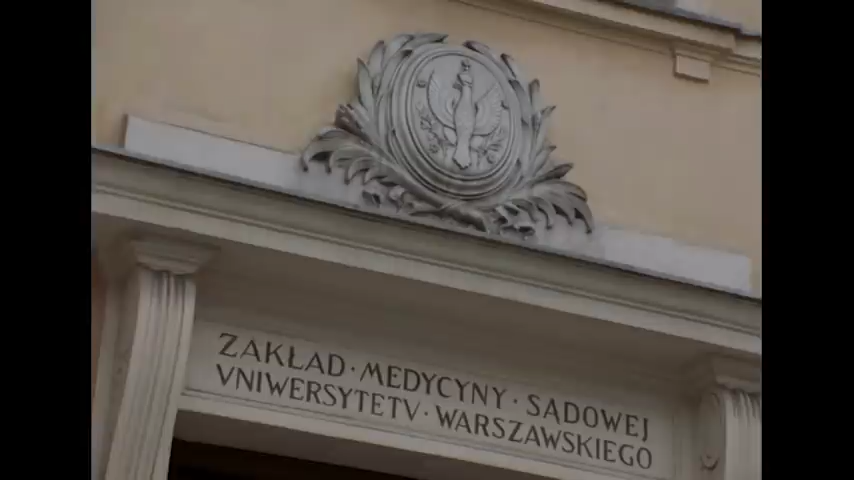 ZAKŁAD · MEDYCYNY · SĄDOWEJ
VNIWERSYTETV · WARSZAWSKIEGO